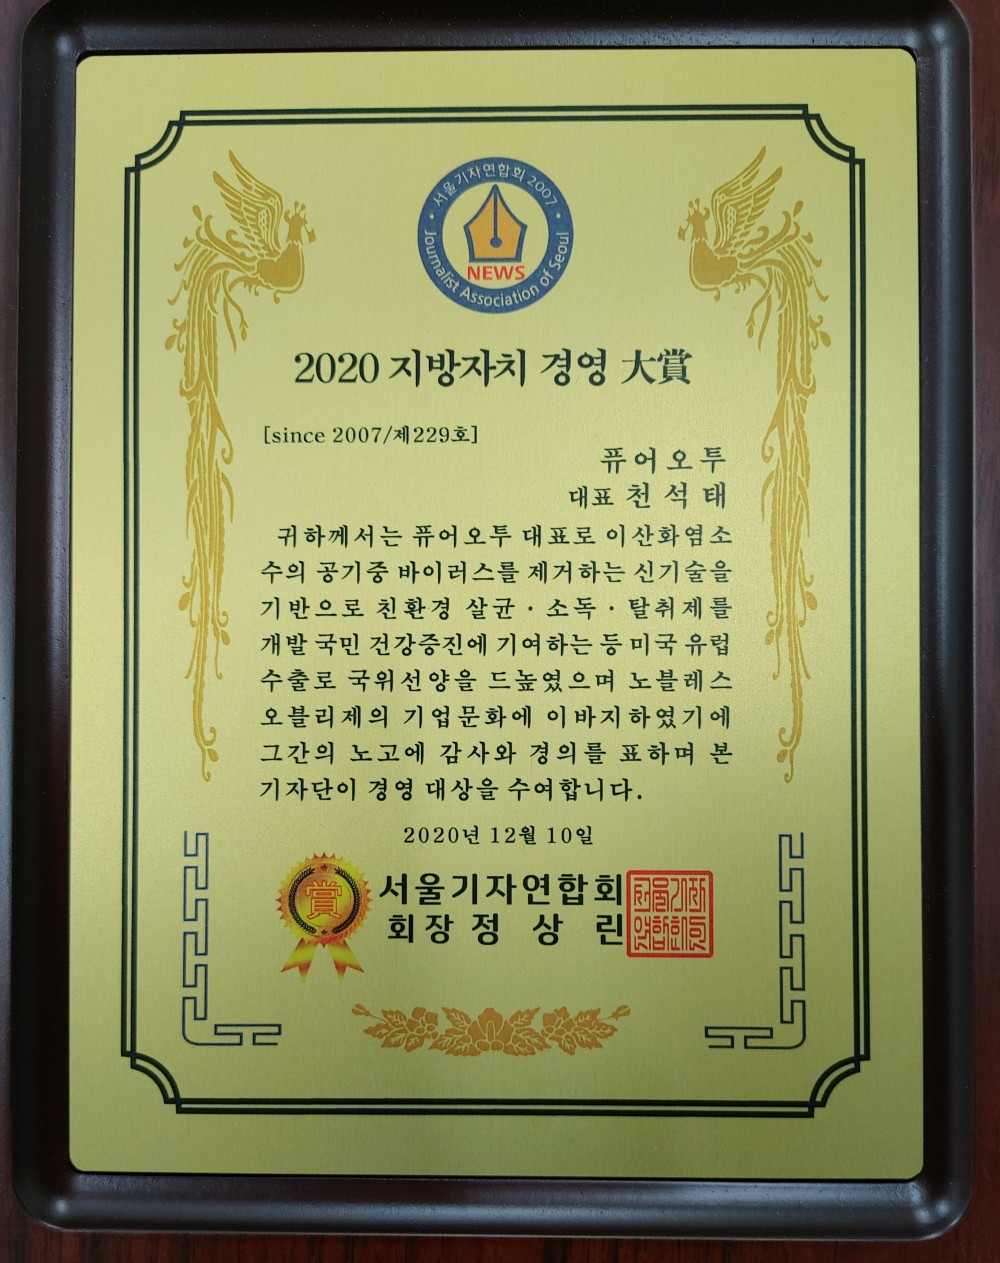 서울기자연합회 2007
NEWS
Journalist Association of Seoul
2020 지방자치 경영 大賞
[since 2007/제229호]
퓨어오투
대표 천석태
귀하께서는 퓨어오투 대표로 이산화염소
수의 공기중 바이러스를 제거하는 신기술을
기반으로 친환경 살균 · 소독 · 탈취제를
개발 국민 건강증진에 기여하는 등 미국 유럽
수출로 국위선양을 드높였으며 노블레스
오블리제의 기업문화에 이바지하였기에
그간의 노고에 감사와 경의를 표하며 본
기자단이 경영 대상을 수여합니다.
2020년 12월 10일
賞
서울기자연합회
회장 정 상 린